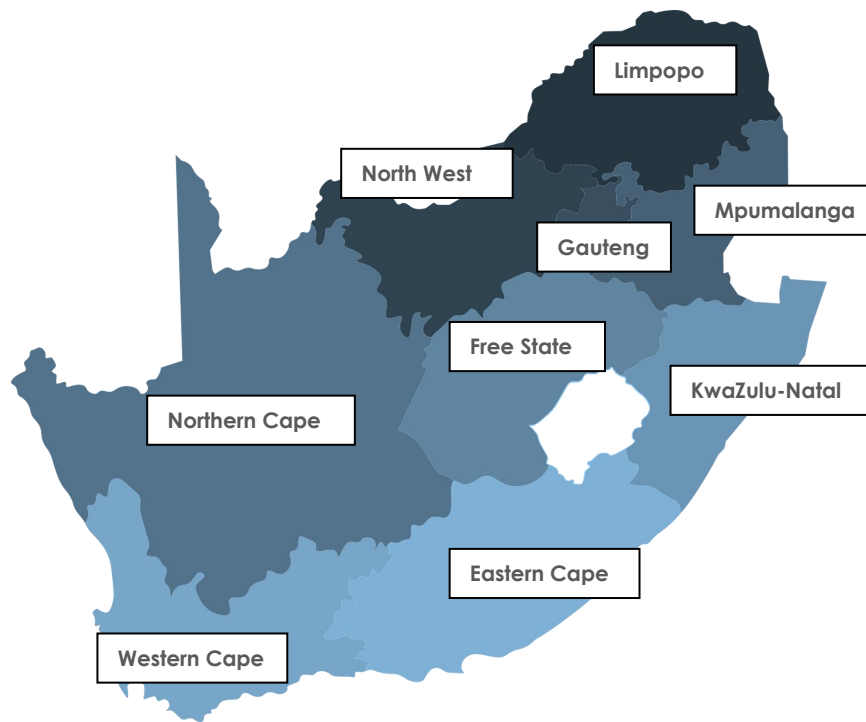 Limpopo
North West
Mpumalanga
Gauteng
Free State
KwaZulu-Natal
Northern Cape
Eastern Cape
Western Cape